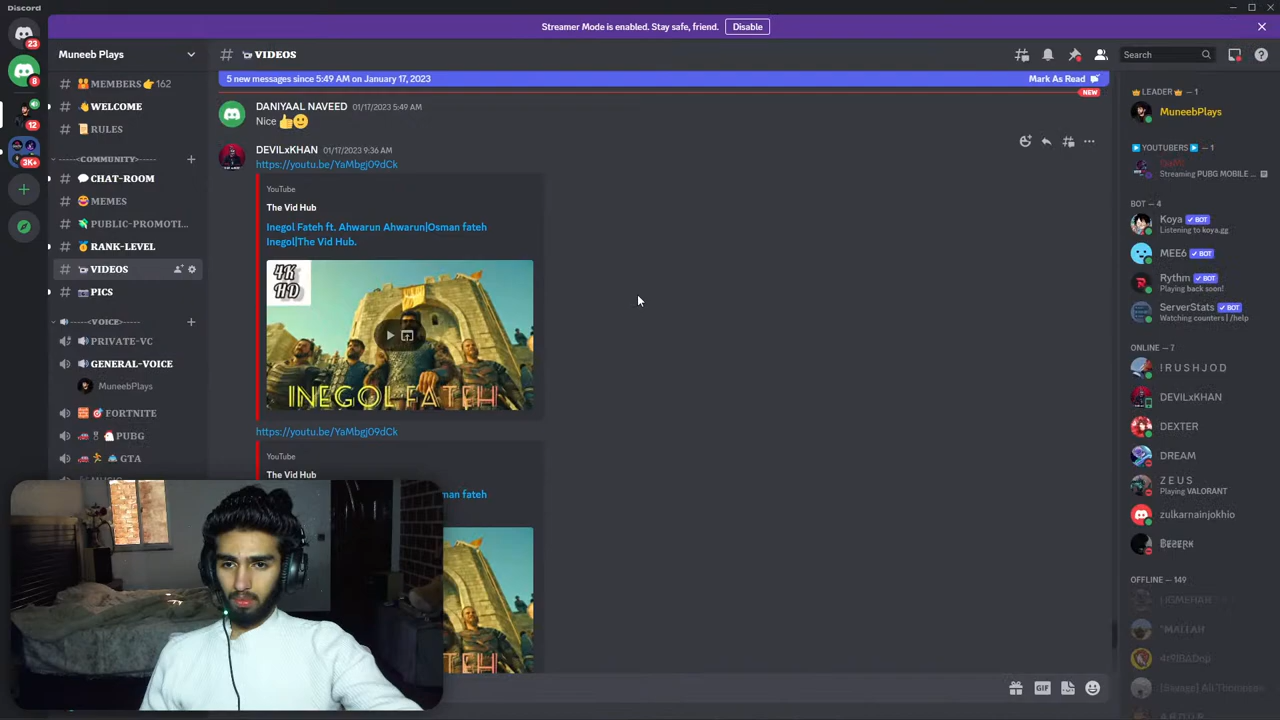 Discord
Streamer Mode is enabled. Stay safe, friend.
Disable
23
8
12
3K+
Muneeb Plays
MEMBERS 162
WELCOME
RULES
-----<COMMUNITY>-----
CHAT-ROOM
MEMES
PUBLIC-PROMOTI...
RANK-LEVEL
VIDEOS
PICS
-----<VOICE>-----
PRIVATE-VC
GENERAL-VOICE
MuneebPlays
FORTNITE
PUBG
GTA
VIDEOS
Search
5 new messages since 5:49 AM on January 17, 2023
Mark As Read
NEW
DANIYAAL NAVEED 01/17/2023 5:49 AM
Nice 👍🙂
DEVILxKHAN 01/17/2023 9:36 AM
https://youtu.be/YaMbgj09dCk
YouTube
The Vid Hub
Inegol Fateh ft. Ahwarun Ahwarun|Osman fateh
Inegol|The Vid Hub.
4K
HD
INEGOL FATEH
https://youtu.be/YaMbgj09dCk
YouTube
The Vid Hub
man fateh
GIF
LEADER — 1
MuneebPlays
YOUTUBERS — 1
Streaming PUBG MOBILE ...
BOT — 4
Koya BOT
Listening to koya.gg
MEE6 BOT
Rythm BOT
Playing back soon!
ServerStats BOT
Watching counters | /help
ONLINE — 7
I R U S H J O D
DEVILxKHAN
DEXTER
DREAM
Z E U S
Playing VALORANT
zulkarnainjokhio
OFFLINE — 149